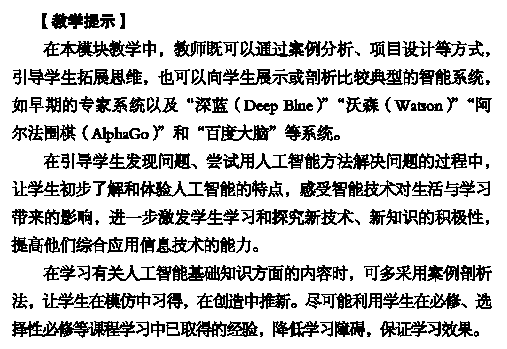 【教学提示】
在本模块教学中，教师既可以通过案例分析、项目设计等方式，
引导学生拓展思维，也可以向学生展示或剖析比较典型的智能系统，
如早期的专家系统以及“深蓝（Deep Blue）”“沃森（Watson）”“阿
尔法围棋（AlphaGo）”和“百度大脑”等系统。
在引导学生发现问题、尝试用人工智能方法解决问题的过程中，
让学生初步了解和体验人工智能的特点，感受智能技术对生活与学习
带来的影响，进一步激发学生学习和探究新技术、新知识的积极性，
提高他们综合应用信息技术的能力。
在学习有关人工智能基础知识方面的内容时，可多采用案例剖析
法，让学生在模仿中习得，在创造中推新。尽可能利用学生在必修、选
择性必修等课程学习中已取得的经验，降低学习障碍，保证学习效果。